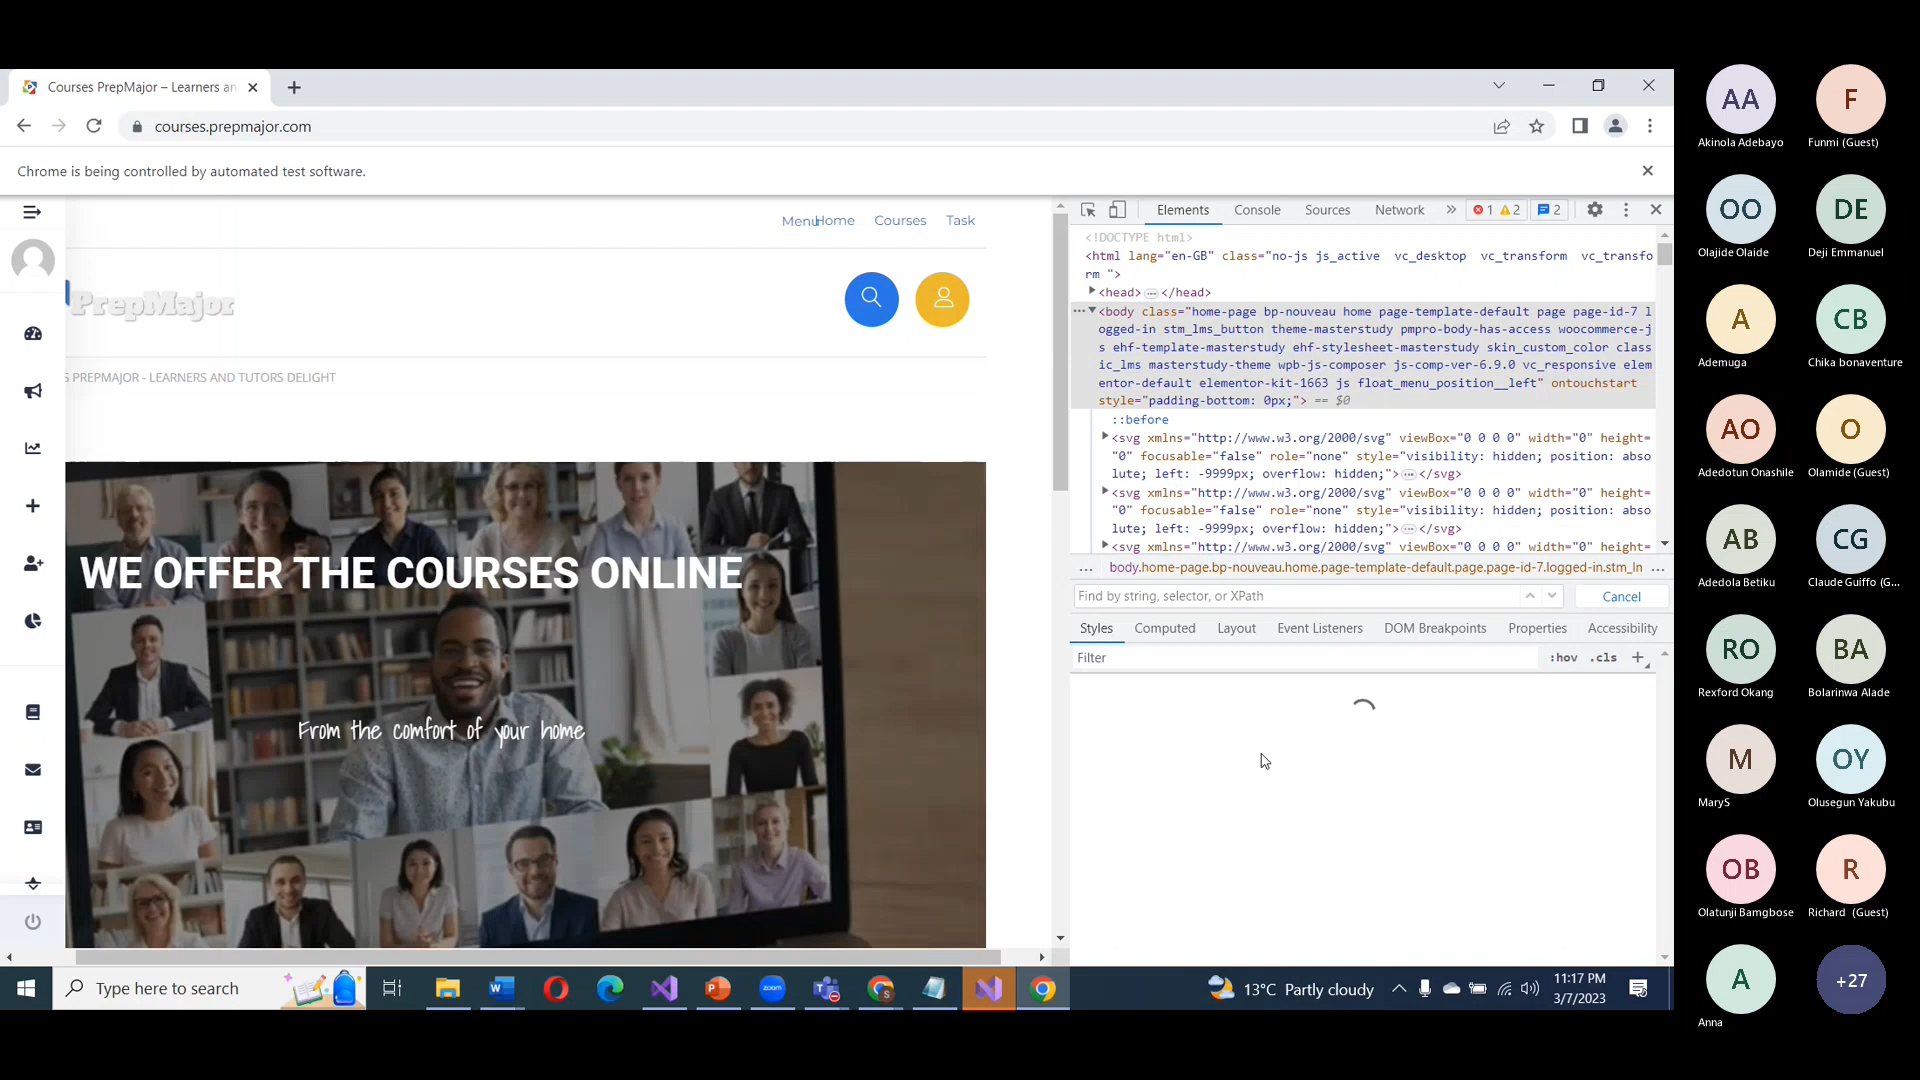 Courses PrepMajor – Learners an
courses.prepmajor.com
Chrome is being controlled by automated test software.
Menu
Home
Courses
Task
PrepMajor
S PREPMAJOR - LEARNERS AND TUTORS DELIGHT
WE OFFER THE COURSES ONLINE
From the comfort of your home
Elements
Console
Sources
Network
1
2
2
<!DOCTYPE html>
<html lang="en-GB" class="no-js js_active  vc_desktop  vc_transform  vc_transfo
rm ">
<head>…</head>
<body class="home-page bp-nouveau home page-template-default page page-id-7 l
ogged-in stm_lms_button theme-masterstudy pmpro-body-has-access woocommerce-j
s ehf-template-masterstudy ehf-stylesheet-masterstudy skin_custom_color class
ic_lms masterstudy-theme wpb-js-composer js-comp-ver-6.9.0 vc_responsive elem
entor-default elementor-kit-1663 js float_menu_position__left" ontouchstart
style="padding-bottom: 0px;"> == $0
::before
<svg xmlns="http://www.w3.org/2000/svg" viewBox="0 0 0 0" width="0" height=
"0" focusable="false" role="none" style="visibility: hidden; position: abso
lute; left: -9999px; overflow: hidden;">…</svg>
<svg xmlns="http://www.w3.org/2000/svg" viewBox="0 0 0 0" width="0" height=
"0" focusable="false" role="none" style="visibility: hidden; position: abso
lute; left: -9999px; overflow: hidden;">…</svg>
<svg xmlns="http://www.w3.org/2000/svg" viewBox="0 0 0 0" width="0" height=
... body.home-page.bp-nouveau.home.page-template-default.page.page-id-7.logged-in.stm_ln ...
Find by string, selector, or XPath
Cancel
Styles
Computed
Layout
Event Listeners
DOM Breakpoints
Properties
Accessibility
Filter
:hov
.cls
Type here to search
zoom
13°C Partly cloudy
11:17 PM
3/7/2023
AA
Akinola Adebayo
F
Funmi (Guest)
OO
Olajide Olaide
DE
Deji Emmanuel
A
Ademuga
CB
Chika bonaventure
AO
Adedotun Onashile
O
Olamide (Guest)
AB
Adedola Betiku
CG
Claude Guiffo (G...
RO
Rexford Okang
BA
Bolarinwa Alade
M
MaryS
OY
Olusegun Yakubu
OB
Olatunji Bamgbose
R
Richard (Guest)
A
Anna
+27